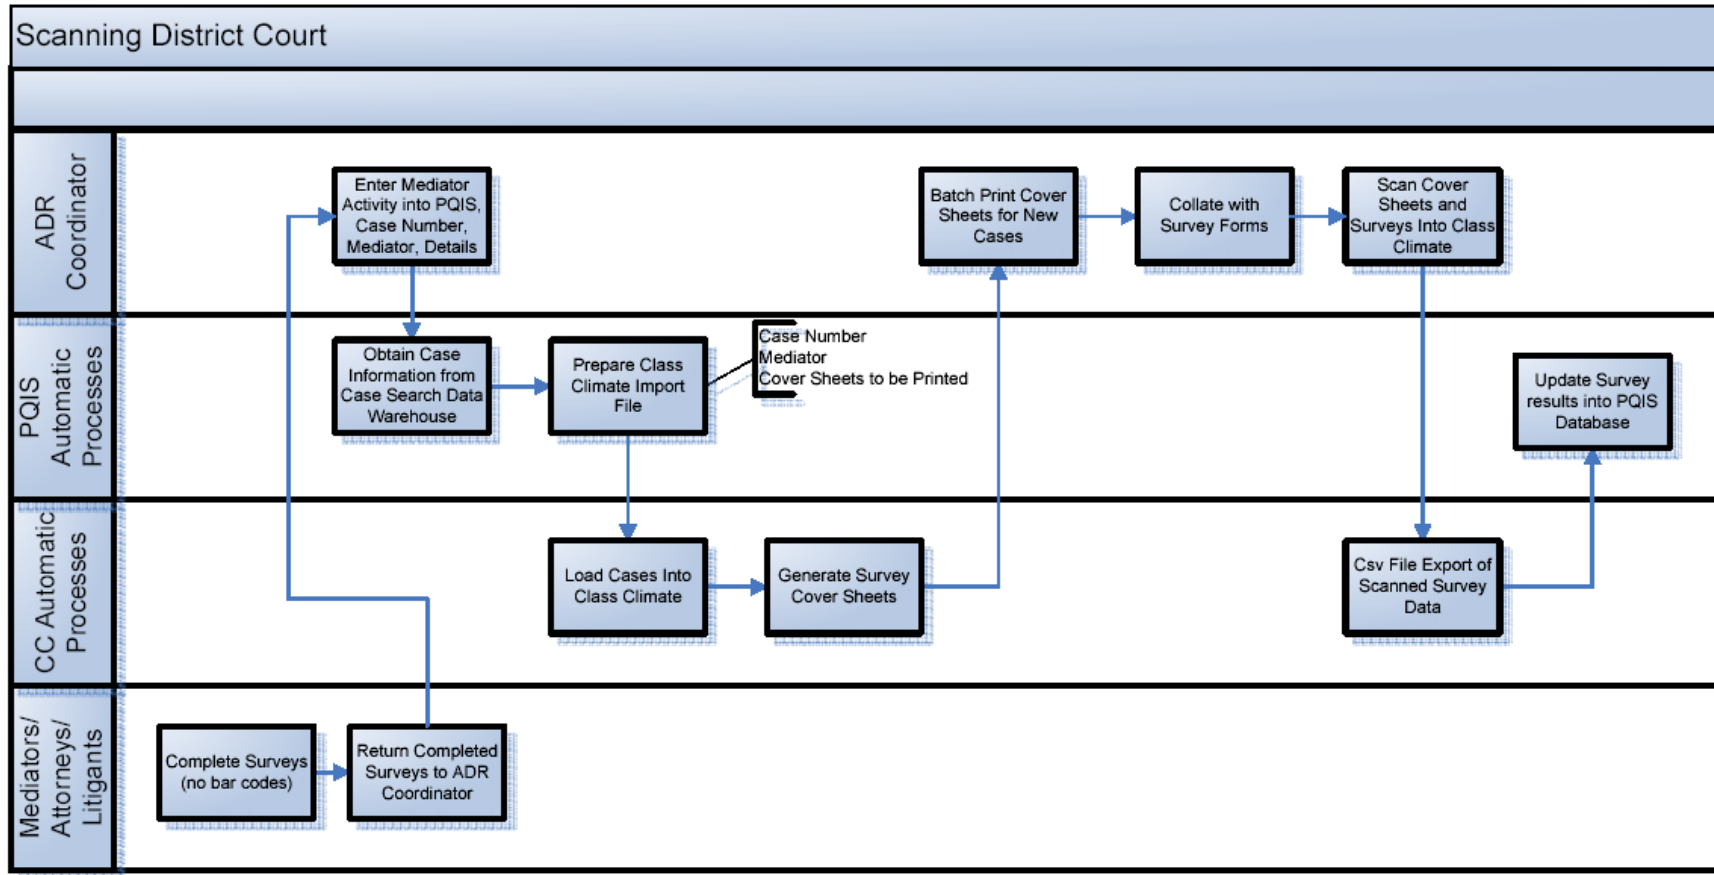 Scanning District Court
ADR
Coordinator
Enter Mediator
Activity into PQIS,
Case Number,
Mediator, Details
Batch Print Cover
Sheets for New
Cases
Collate with
Survey Forms
Scan Cover
Sheets and
Surveys Into Class
Climate
PQIS
Automatic
Processes
Obtain Case
Information from
Case Search Data
Warehouse
Prepare Class
Climate Import
File
Case Number
Mediator
Cover Sheets to be Printed
Update Survey
results into PQIS
Database
CC Automatic
Processes
Load Cases Into
Class Climate
Generate Survey
Cover Sheets
Csv File Export of
Scanned Survey
Data
Mediators/
Attorneys/
Litigants
Complete Surveys
(no bar codes)
Return Completed
Surveys to ADR
Coordinator